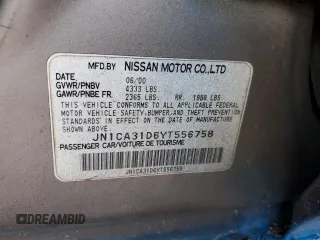 MFD.BY NISSAN MOTOR CO.,LTD
DATE 06/00
GVWR/PNBV 4333 LBS
GAWR/PNBE FR. 2365 LBS RR. 1988 LBS
THIS VEHICLE CONFORMS TO ALL APPLICABLE FEDERAL
MOTOR VEHICLE SAFETY,BUMPER,AND THEFT PREVENTION
STANDARDS IN EFFECT ON THE DATE OF MANUFACTURE
SHOWN ABOVE.
JN1CA31D6YT556758
PASSENGER CAR/VOITURE DE TOURISME
JN1CA31D6YT556758
DREAMBID